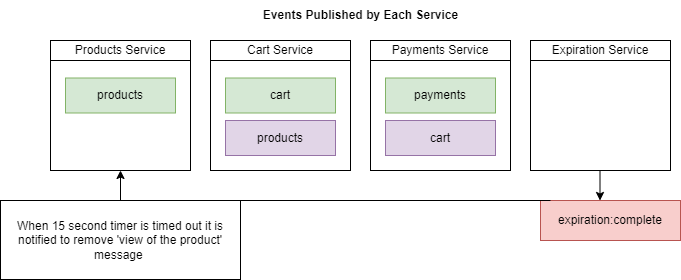 Events Published by Each Service
Products Service
Cart Service
Payments Service
Expiration Service
products
cart
payments
products
cart
When 15 second timer is timed out it is
notified to remove 'view of the product'
message
expiration:complete